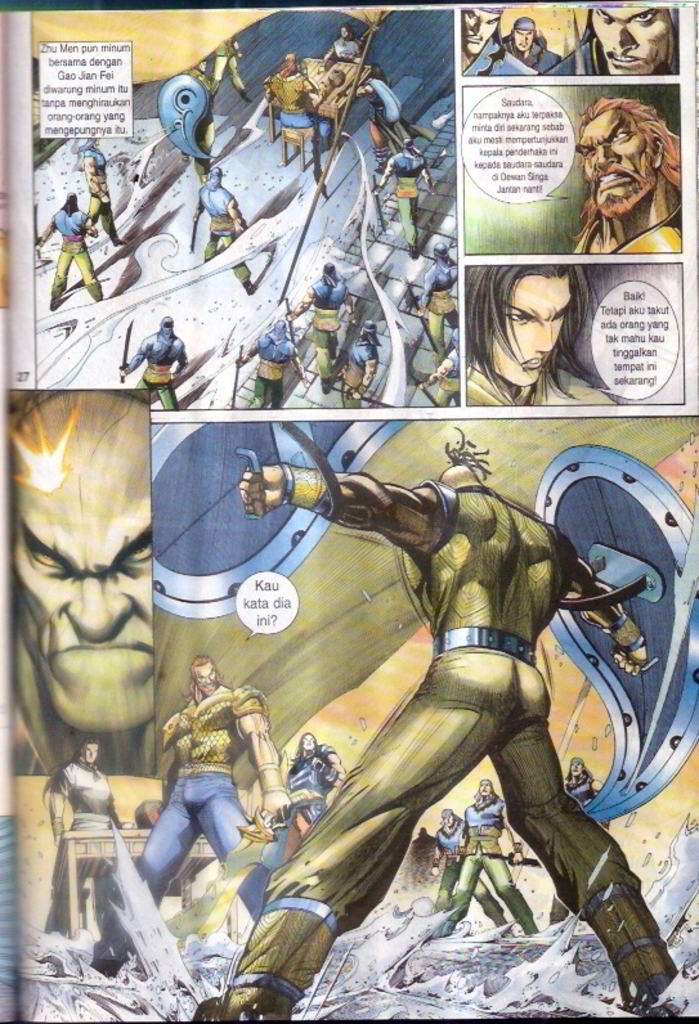 Zhu Men pun minum
bersama dengan
Gao Jian Fei
diwarung minum itu
tanpa menghiraukan
orang-orang yang
mengepungnya itu.
Saudara,
nampaknya aku terpaksa
minta diri sekarang sebab
aku mesti mempertunjukkan
kepala penderhaka ini
kepada saudara-saudara
di Dewan Singa
Jantan nanti!
Baik!
Tetapi aku takut
ada orang yang
tak mahu kau
tinggalkan
tempat ini
sekarang!
27
Kau
kata dia
ini?